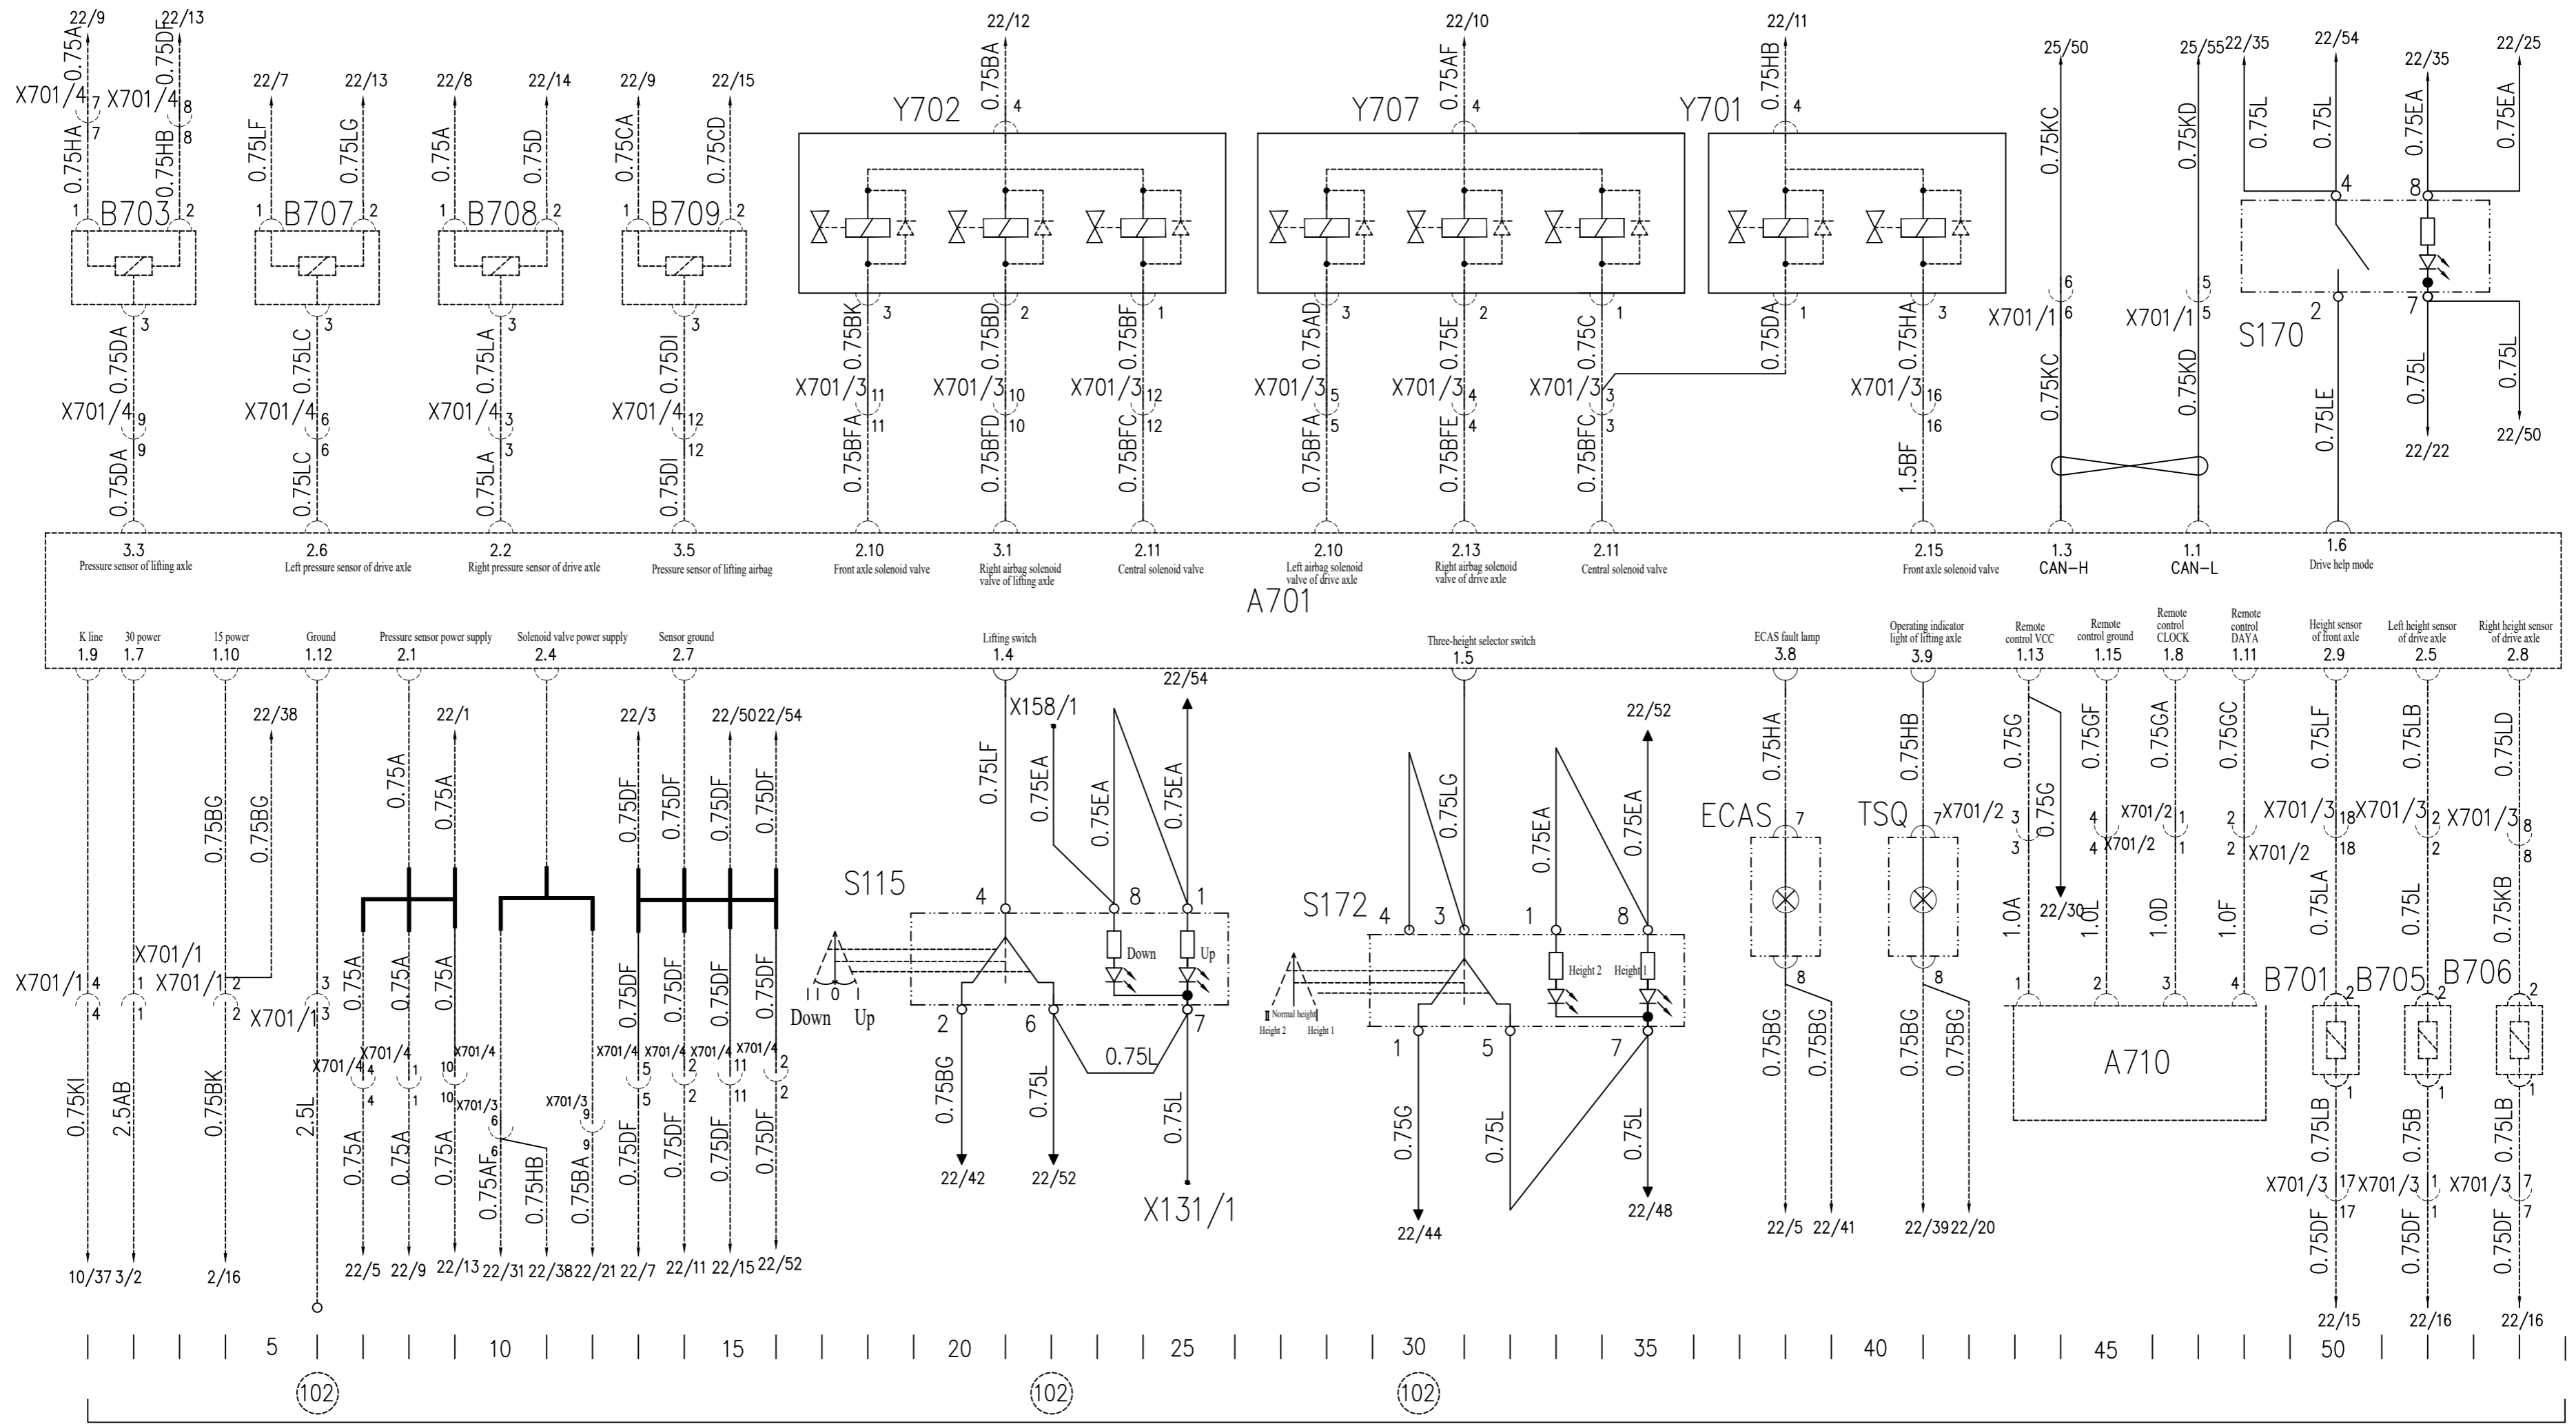 22/9 22/13 22/12 22/10 22/11
25/50 25/55 22/35 22/54 22/35 22/25
22/7 22/13 22/8 22/14 22/9 22/15
0.75A 0.75DF 0.75BA 0.75AF 0.75HB
X701/4 7 X701/4 8
7 8
0.75HA 0.75HB 0.75LF 0.75LG 0.75A 0.75D 0.75CA 0.75CD
0.75KC 0.75KD 0.75L 0.75L 0.75EA 0.75EA
Y702 4 Y707 4 Y701 4
1 B703 2 1 B707 2 1 B708 2 1 B709 2
4 8
3 3 3 3
3 2 1 3 2 1 1 3
6 5
X701/1 6 X701/1 5
2 7
S170
0.75DA 0.75LC 0.75LA 0.75DI 0.75BK 0.75BD 0.75BF 0.75AD 0.75E 0.75C 0.75DA 0.75HA
0.75KC 0.75KD 0.75LE 0.75L 0.75L
X701/4 9 X701/4 6 X701/4 3 X701/4 12
9 6 3 12
X701/3 11 X701/3 10 X701/3 12 X701/3 5 X701/3 4 X701/3 3 X701/3 16
11 10 12 5 4 3 16
22/22 22/50
0.75DA 0.75LC 0.75LA 0.75DI 0.75BFA 0.75BFD 0.75BFC 0.75BFA 0.75BFE 0.75BFC 1.5BF
3.3 2.6 2.2 3.5 2.10 3.1 2.11 2.10 2.13 2.11 2.15 1.3 1.1 1.6
Pressure sensor of lifting axle
Left pressure sensor of drive axle
Right pressure sensor of drive axle
Pressure sensor of lifting airbag
Front axle solenoid valve
Right airbag solenoid
valve of lifting axle
Central solenoid valve
Left airbag solenoid
valve of drive axle
Right airbag solenoid
valve of drive axle
Central solenoid valve
Front axle solenoid valve
CAN-H
CAN-L
Drive help mode
A701
K line
1.9
30 power
1.7
15 power
1.10
Ground
1.12
Pressure sensor power supply
2.1
Solenoid valve power supply
2.4
Sensor ground
2.7
Lifting switch
1.4
Three-height selector switch
1.5
ECAS fault lamp
3.8
Operating indicator
light of lifting axle
3.9
Remote
control VCC
1.13
Remote
control ground
1.15
Remote
control
CLOCK
1.8
Remote
control
DAYA
1.11
Height sensor
of front axle
2.9
Left height sensor
of drive axle
2.5
Right height sensor
of drive axle
2.8
22/38 22/1 22/3 22/50 22/54 X158/1 22/54 22/52
0.75BG 0.75BG 0.75A 0.75A 0.75DF 0.75DF 0.75DF 0.75DF
0.75LF 0.75EA 0.75EA 0.75EA 0.75LG 0.75EA 0.75EA
0.75HA 0.75HB 0.75G 0.75G 0.75GF 0.75GA 0.75GC 0.75LF 0.75LB 0.75LD
ECAS 7 TSQ 7 X701/2 3 4 X701/2 1 2 X701/3 18 X701/3 2 X701/3 8
3 4 X701/2 1 2 X701/2 18 2 8
S115 4 8 1
S172 4 3 1 8
22/30
1.0A 1.0L 1.0D 1.0F 0.75LA 0.75L 0.75KB
Down Up
Height 2 Height 1
II 0 I
Down Up
II Normal height I
Height 2 Height 1
X701/1
X701/1 4 1 X701/1 2 3
4 1 2 X701/1 3
0.75A 0.75A 0.75A 0.75DF 0.75DF 0.75DF 0.75DF
2 6 7
1 5 7
8 8
1 2 3 4 B701 2 B705 2 B706 2
X701/4 4 X701/4 1 X701/4 10 X701/4 5 X701/4 2 X701/4 11 X701/4 2
4 1 10 5 2 11 2
X701/3 6 X701/3 9
6 9
0.75L
A710
1 1 1
0.75KI 2.5AB 0.75BK 2.5L 0.75A 0.75A 0.75A 0.75AF 0.75HB 0.75BA 0.75DF 0.75DF 0.75DF 0.75DF
0.75BG 0.75L 0.75L 0.75G 0.75L 0.75L 0.75BG 0.75BG 0.75BG 0.75BG
0.75LB 0.75B 0.75LB
22/42 22/52 X131/1 22/44 22/48
22/5 22/41 22/39 22/20
X701/3 17 X701/3 1 X701/3 7
17 1 7
0.75DF 0.75DF 0.75DF
10/37 3/2 2/16 22/5 22/9 22/13 22/31 22/38 22/21 22/7 22/11 22/15 22/52
22/15 22/16 22/16
5 10 15 20 25 30 35 40 45 50
102 102 102